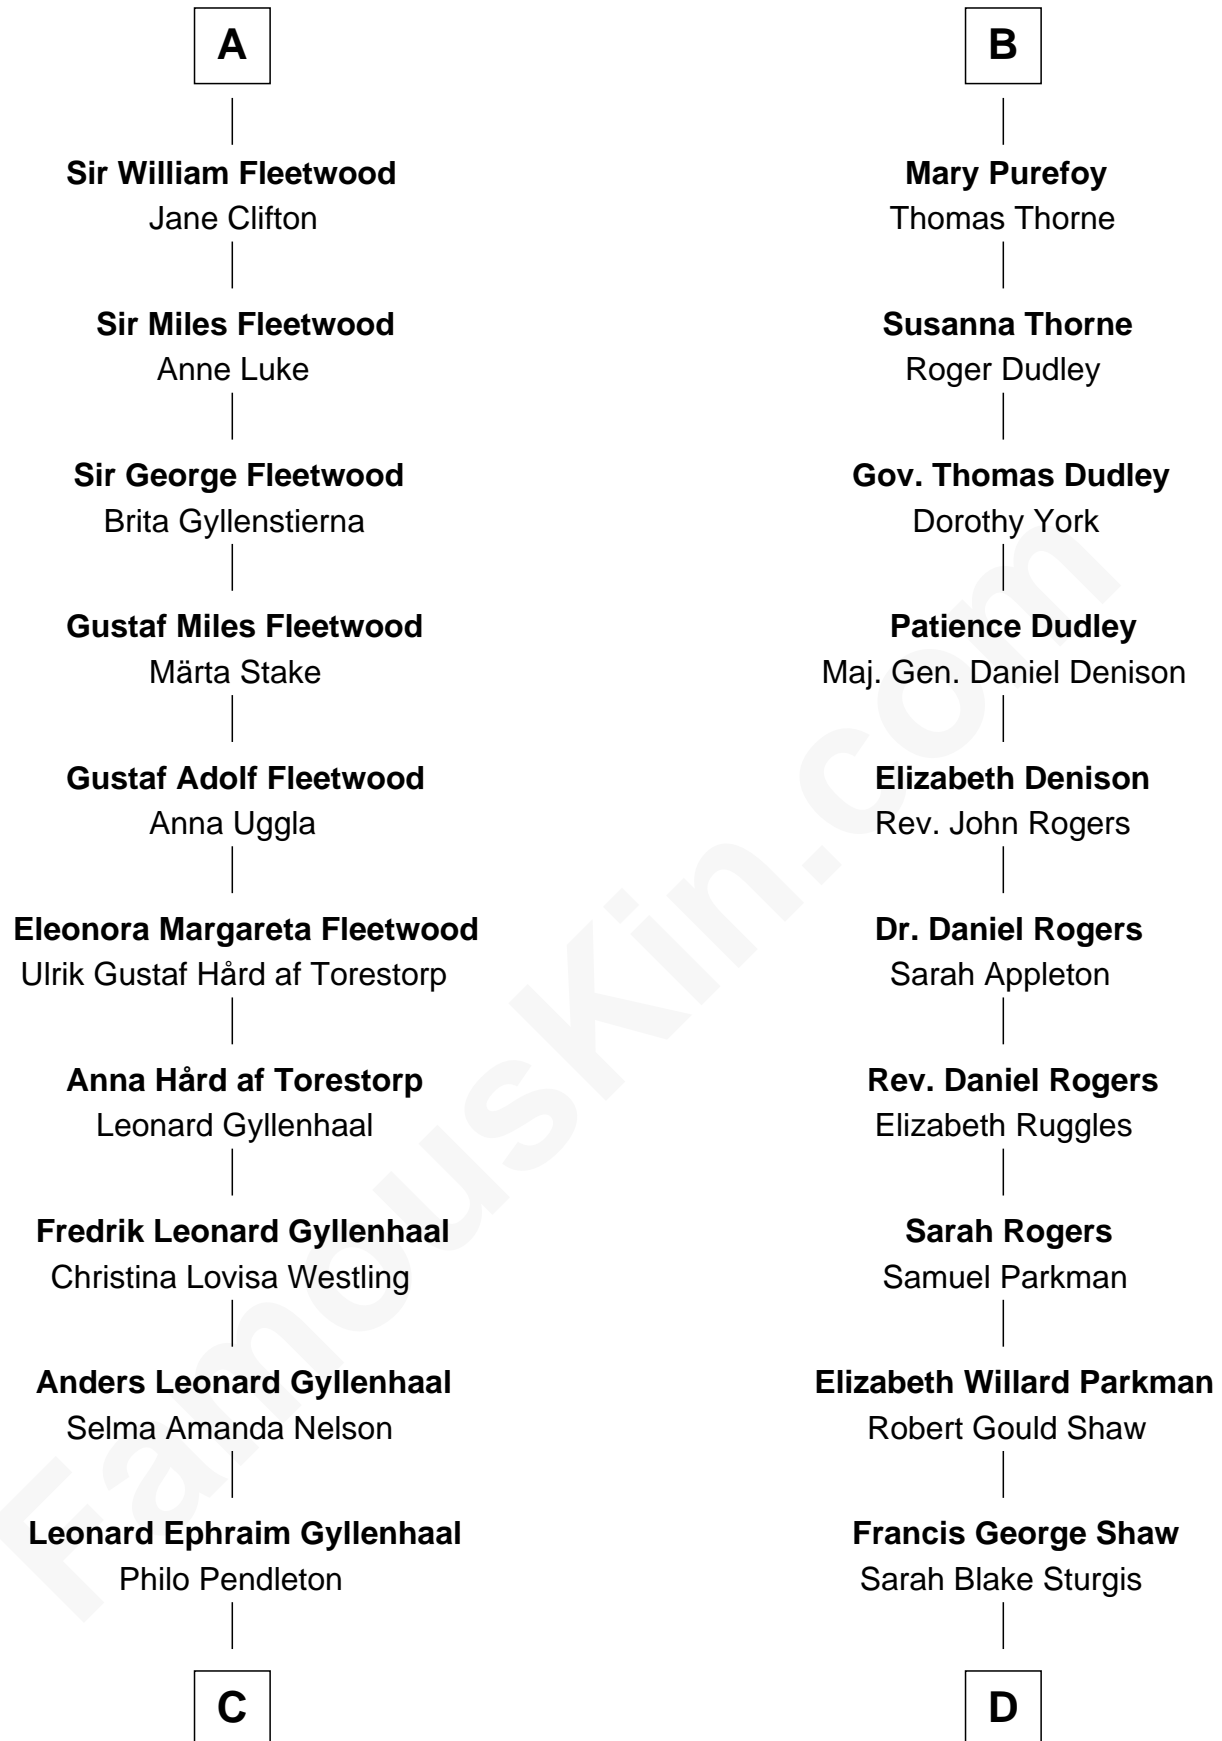 A
Sir William Fleetwood
Jane Clifton
Sir Miles Fleetwood
Anne Luke
Sir George Fleetwood
Brita Gyllenstierna
Gustaf Miles Fleetwood
Märta Stake
Gustaf Adolf Fleetwood
Anna Uggla
Eleonora Margareta Fleetwood
Ulrik Gustaf Hård af Torestorp
Anna Hård af Torestorp
Leonard Gyllenhaal
Fredrik Leonard Gyllenhaal
Christina Lovisa Westling
Anders Leonard Gyllenhaal
Selma Amanda Nelson
Leonard Ephraim Gyllenhaal
Philo Pendleton
C
B
Mary Purefoy
Thomas Thorne
Susanna Thorne
Roger Dudley
Gov. Thomas Dudley
Dorothy York
Patience Dudley
Maj. Gen. Daniel Denison
Elizabeth Denison
Rev. John Rogers
Dr. Daniel Rogers
Sarah Appleton
Rev. Daniel Rogers
Elizabeth Ruggles
Sarah Rogers
Samuel Parkman
Elizabeth Willard Parkman
Robert Gould Shaw
Francis George Shaw
Sarah Blake Sturgis
D
FamousKin.com